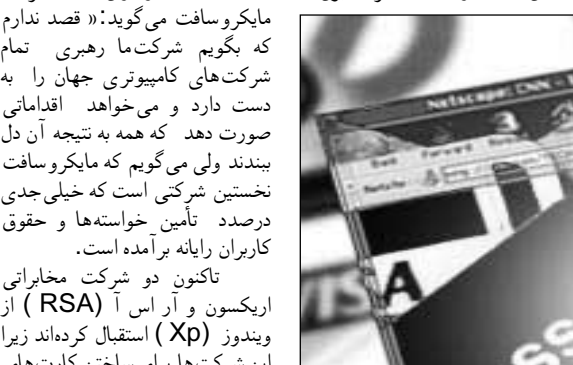 مایکروسافت می‌گوید:« قصد ندارم
که بگویم شرکت‌ما رهبری تمام
شرکت‌های کامپیوتری جهان را به
دست دارد و می‌خواهد اقداماتی
صورت دهد که همه به نتیجه آن دل
ببندند ولی می‌گویم که مایکروسافت
نخستین شرکتی است که خیلی جدی
درصدد تأمین خواسته‌ها و حقوق
کاربران رایانه برآمده است.
تاکنون دو شرکت مخابراتی
اریکسون و آر اس آ (RSA ) از
ویندوز (Xp ) استقبال کرده‌اند زیرا
Netscape: CNN
Back Forward